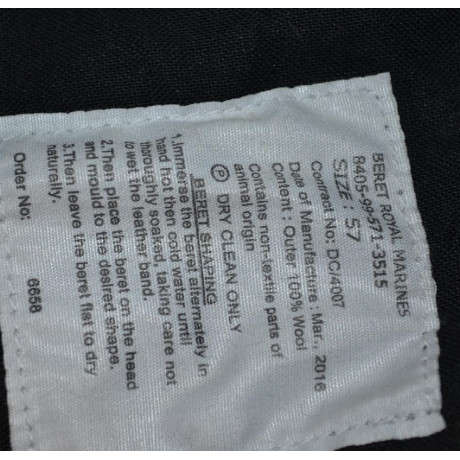 BERET ROYAL MARINES
8405-99-571-3515
SIZE : 57
Contract No: DC/4007
Date of Manufacture : Mar., 2016
Content : Outer 100% Wool
Contains non-textile parts of
animal origin
Ⓟ DRY CLEAN ONLY
BERET SHAPING
1.Immerse the beret alternately in
hand hot then cold water until
thoroughly soaked, taking care not
to wet the leather band.
2.Then place the beret on the head
and mould to the desired shape.
3.Then leave the beret flat to dry
naturally.
Order No: 6658